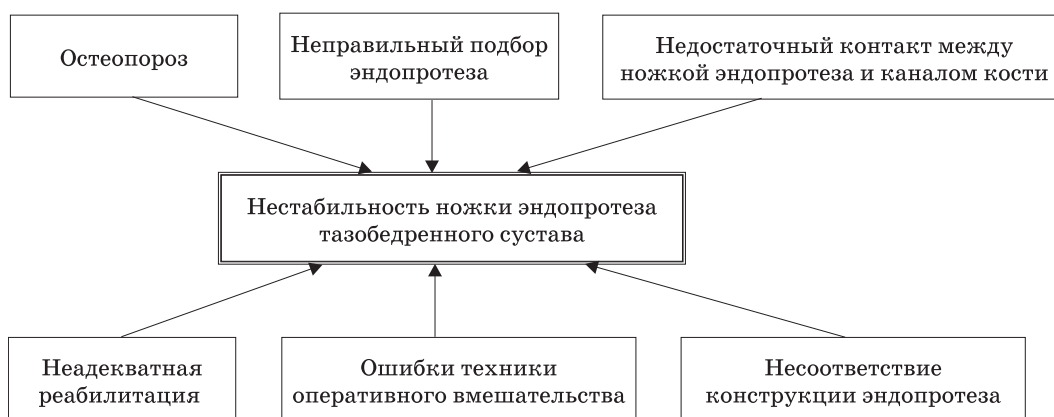 Остеопороз
Неправильный подбор
эндопротеза
Недостаточный контакт между
ножкой эндопротеза и каналом кости
Нестабильность ножки эндопротеза
тазобедренного сустава
Неадекватная
реабилитация
Ошибки техники
оперативного вмешательства
Несоответствие
конструкции эндопротеза